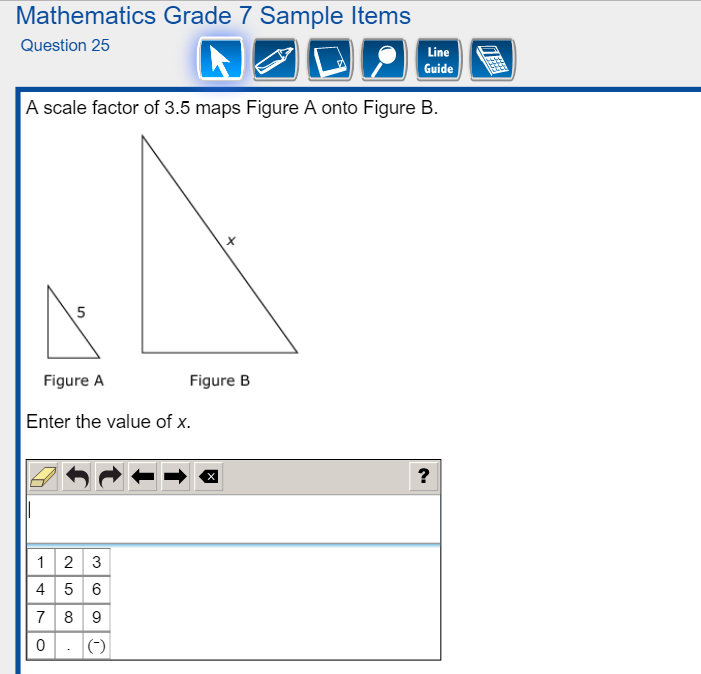 Mathematics Grade 7 Sample Items
Question 25
Line
Guide
A scale factor of 3.5 maps Figure A onto Figure B.
x
5
Figure A
Figure B
Enter the value of x.
?
1 2 3
4 5 6
7 8 9
0 . (-)